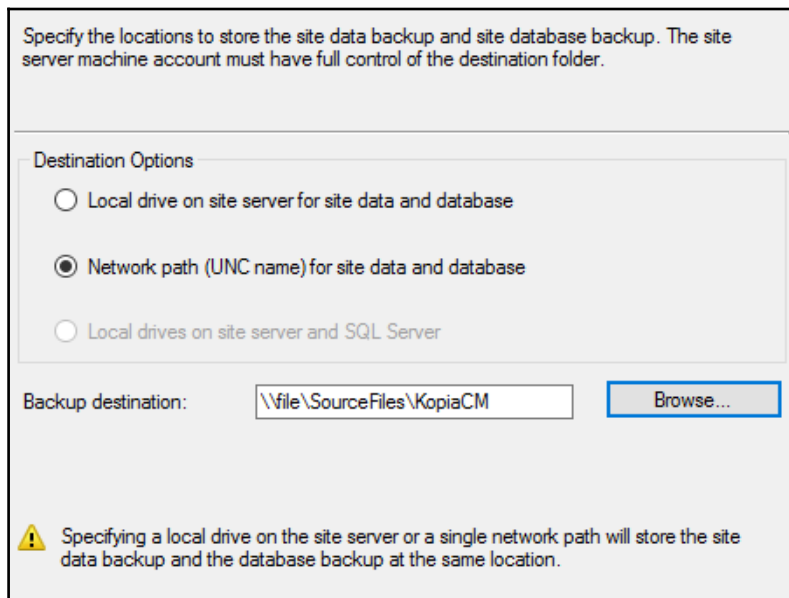 Specify the locations to store the site data backup and site database backup. The site
server machine account must have full control of the destination folder.
Destination Options
Local drive on site server for site data and database
Network path (UNC name) for site data and database
Local drives on site server and SQL Server
Backup destination: \\file\SourceFiles\KopiaCM Browse...
Specifying a local drive on the site server or a single network path will store the site
data backup and the database backup at the same location.